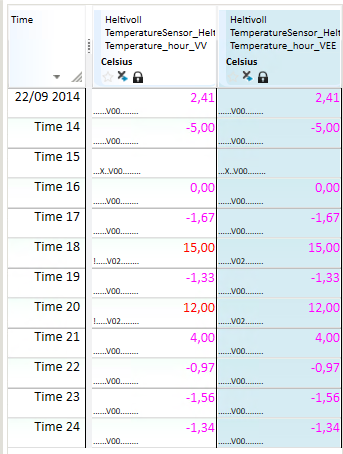 Time
Heltivoll
TemperatureSensor_Helt
Temperature_hour_VV
Celsius
Heltivoll
TemperatureSensor_Helt
Temperature_hour_VEE
Celsius
22/09 2014 2,41 2,41
......V00......... ......V00.........
Time 14 -5,00 -5,00
......V00......... ......V00.........
Time 15
...X..V00......... ...X..V00.........
Time 16 0,00 0,00
......V00......... ......V00.........
Time 17 -1,67 -1,67
......V00......... ......V00.........
Time 18 15,00 15,00
!.....V02......... ......V02.........
Time 19 -1,33 -1,33
......V00......... ......V00.........
Time 20 12,00 12,00
!.....V02......... ......V02.........
Time 21 4,00 4,00
......V00......... ......V00.........
Time 22 -0,97 -0,97
......V00......... ......V00.........
Time 23 -1,56 -1,56
......V00......... ......V00.........
Time 24 -1,34 -1,34
......V00......... ......V00.........